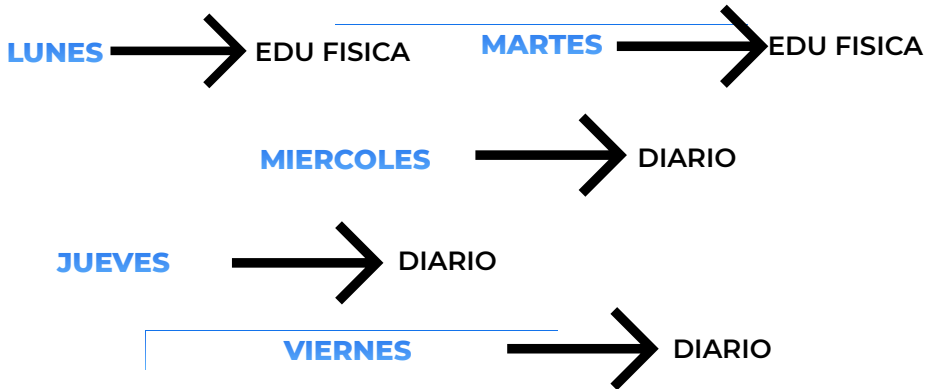 LUNES EDU FISICA MARTES EDU FISICA
MIERCOLES DIARIO
JUEVES DIARIO
VIERNES DIARIO